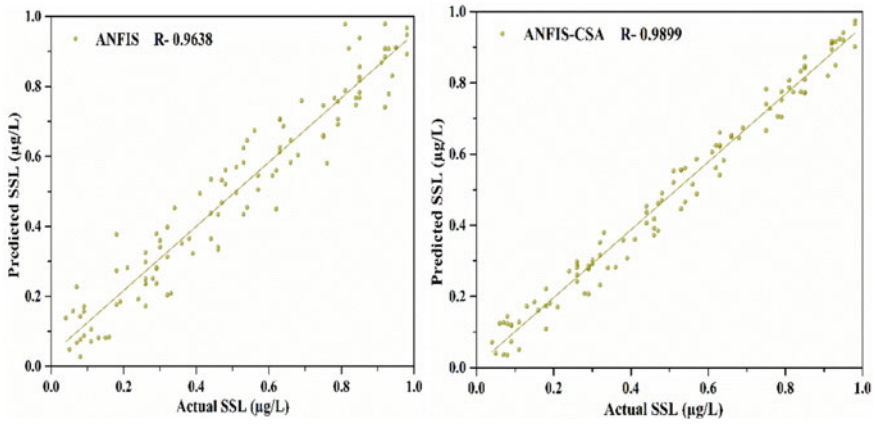 ANFIS R- 0.9638
Predicted SSL (µg/L)
1.0
0.8
0.6
0.4
0.2
0.0
0.0 0.2 0.4 0.6 0.8 1.0
Actual SSL (µg/L)
ANFIS-CSA R- 0.9899
Predicted SSL (µg/L)
1.0
0.8
0.6
0.4
0.2
0.0
0.0 0.2 0.4 0.6 0.8 1.0
Actual SSL (µg/L)